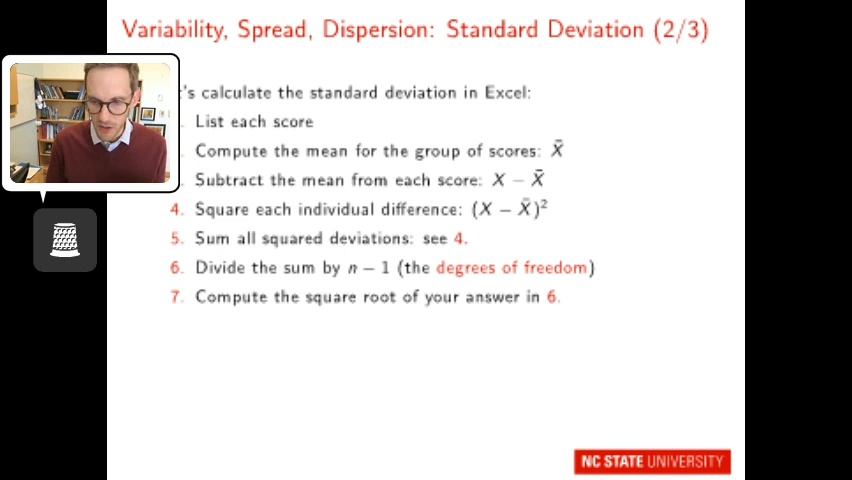 Variability, Spread, Dispersion: Standard Deviation (2/3)
t's calculate the standard deviation in Excel:
List each score
Compute the mean for the group of scores: X̄
Subtract the mean from each score: X − X̄
4. Square each individual difference: (X − X̄)²
5. Sum all squared deviations: see 4.
6. Divide the sum by n − 1 (the degrees of freedom)
7. Compute the square root of your answer in 6.
NC STATE UNIVERSITY